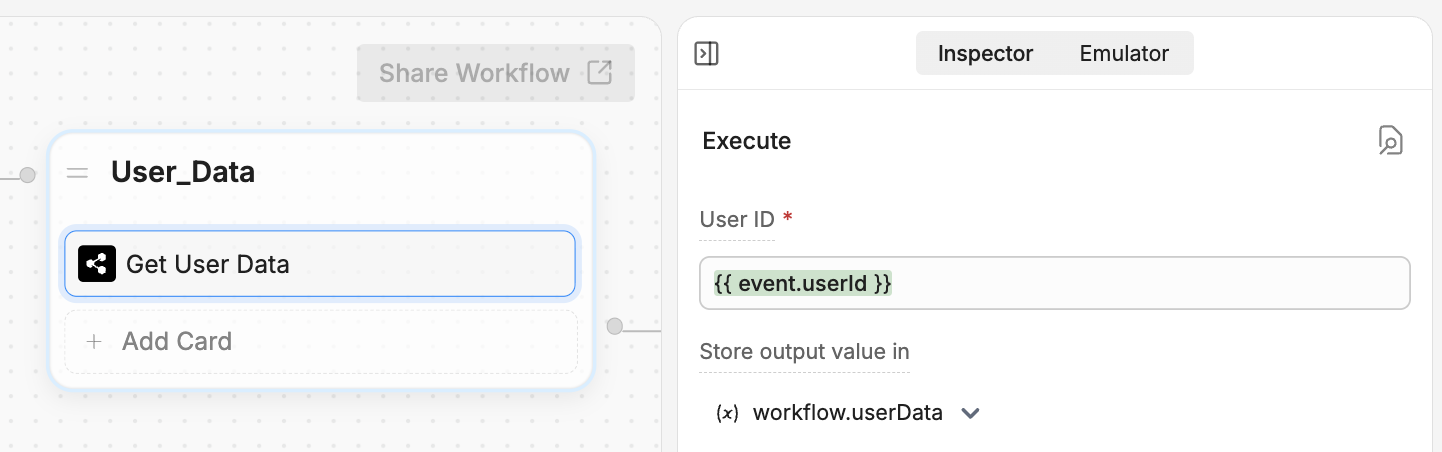 Share Workflow
User_Data
Get User Data
+ Add Card
Inspector Emulator
Execute
User ID *
{{ event.userId }}
Store output value in
(x) workflow.userData